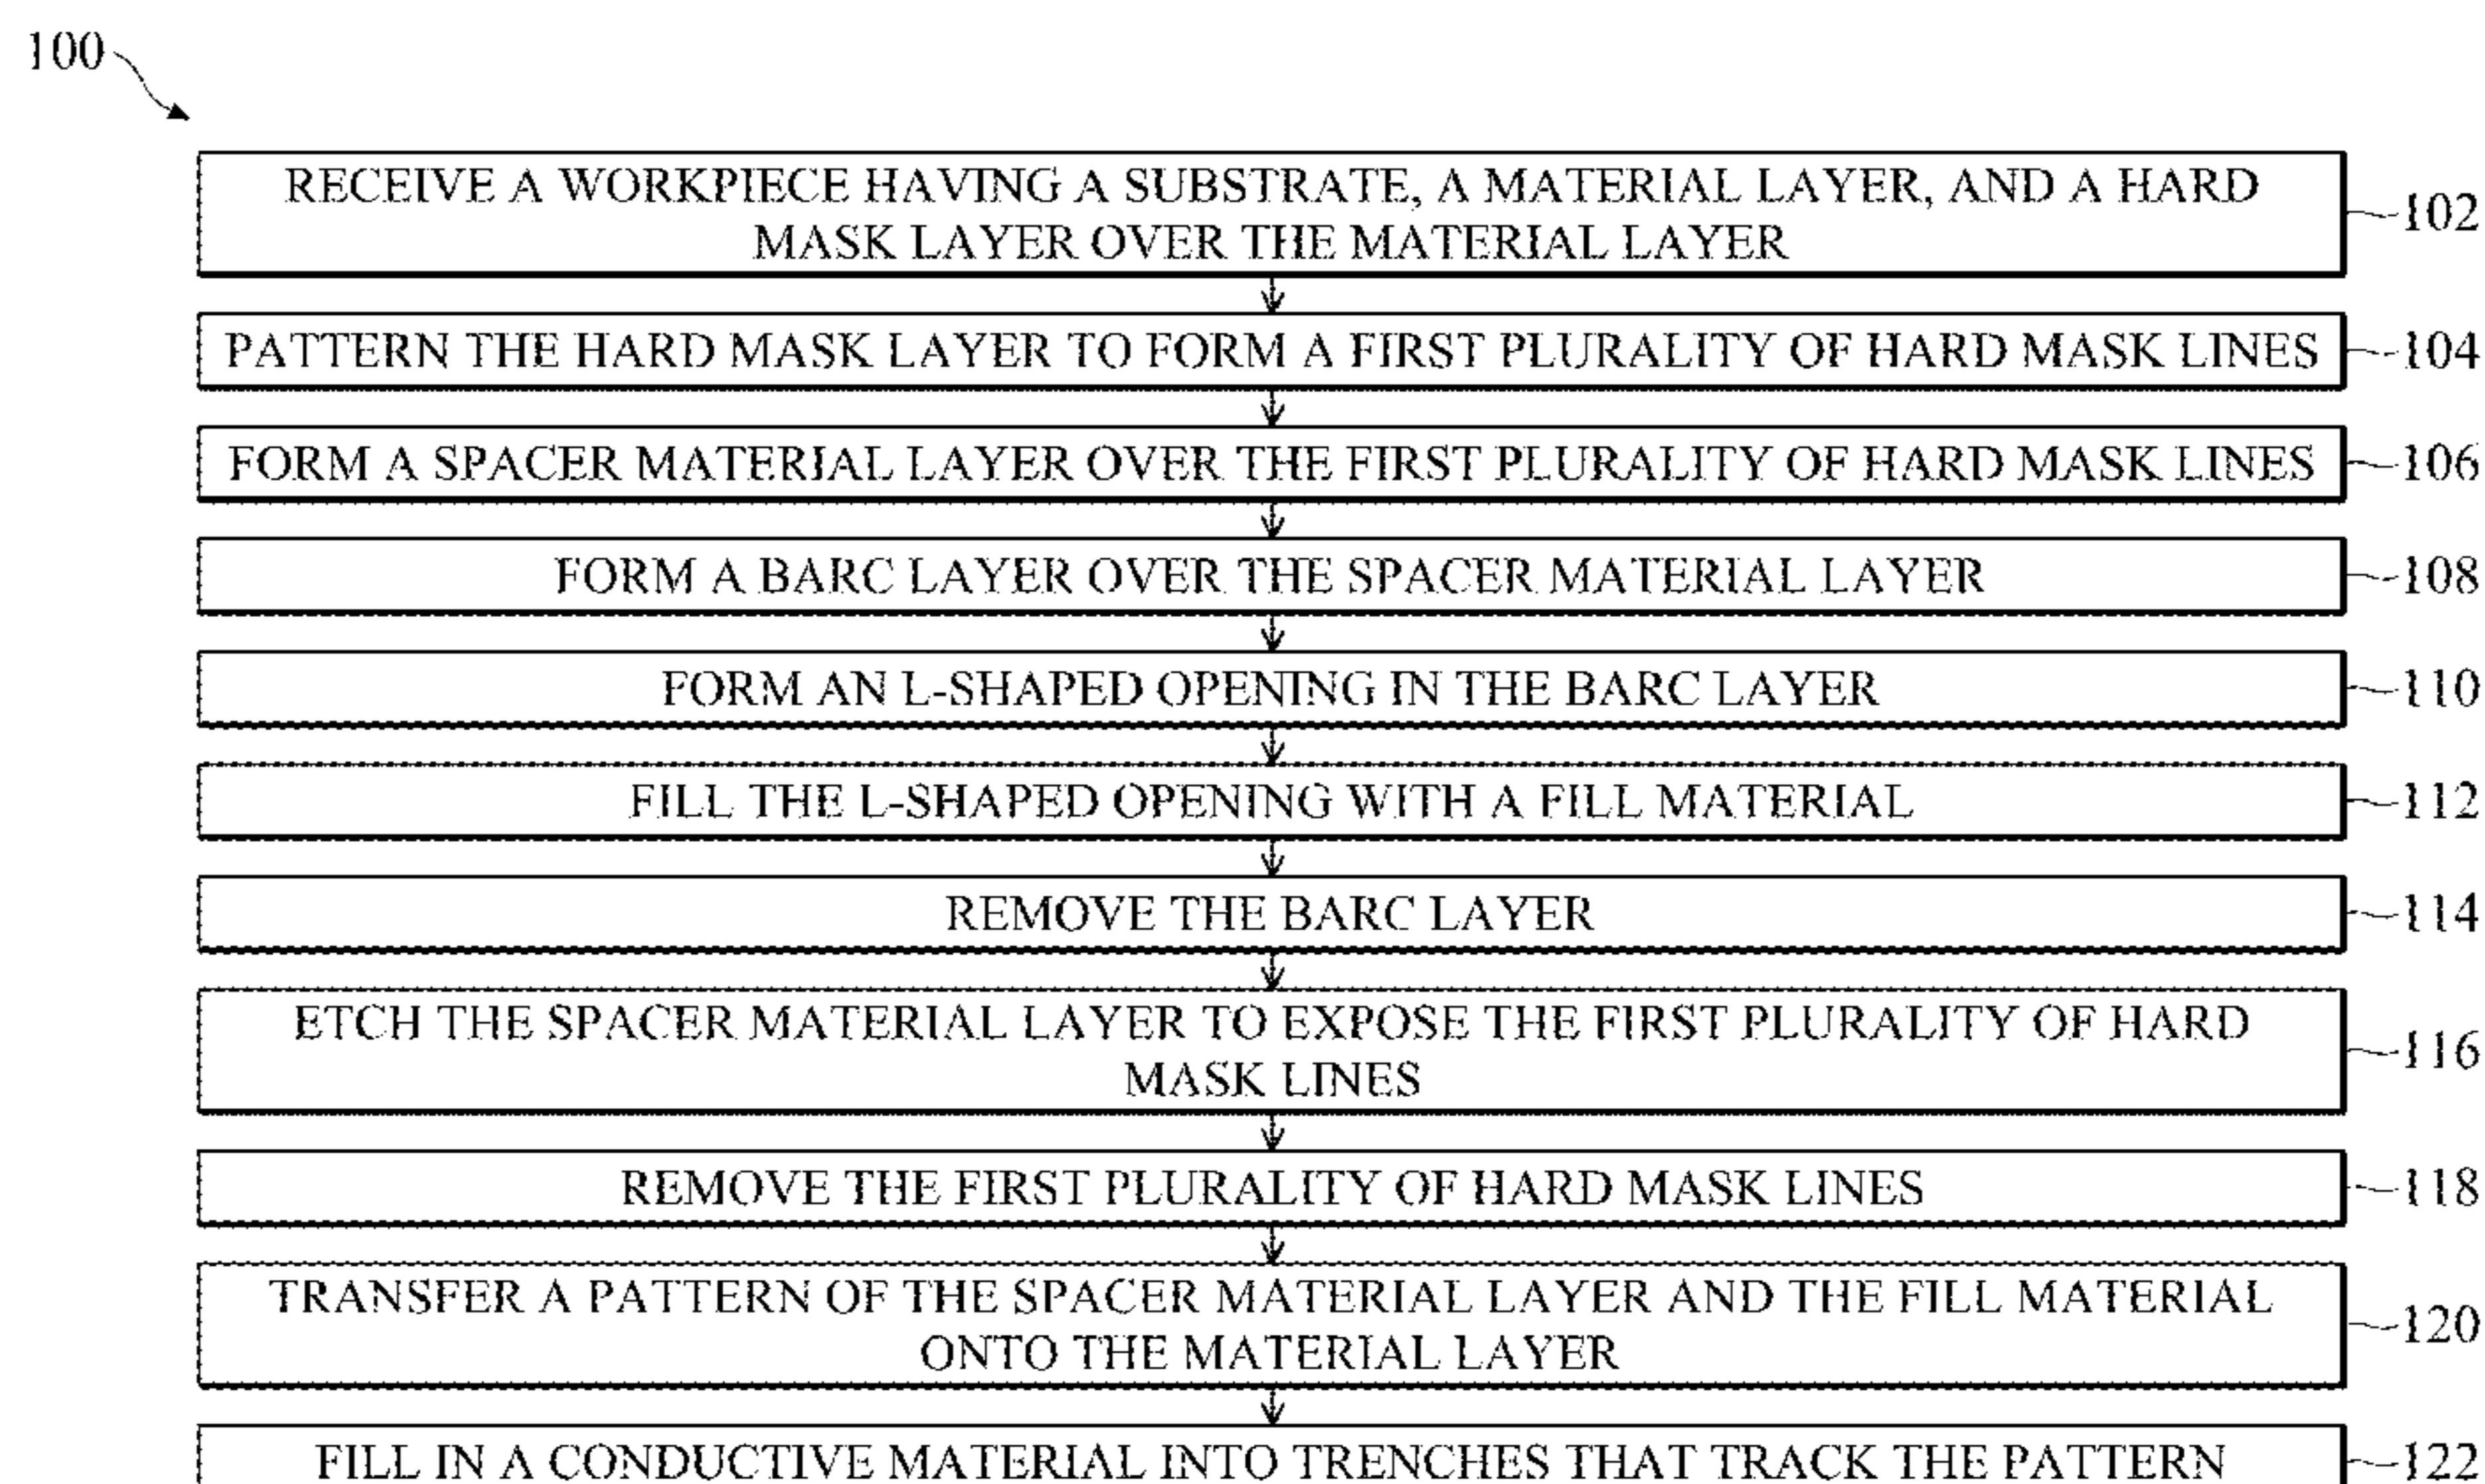 100
RECEIVE A WORKPIECE HAVING A SUBSTRATE, A MATERIAL LAYER, AND A HARD
MASK LAYER OVER THE MATERIAL LAYER
102
PATTERN THE HARD MASK LAYER TO FORM A FIRST PLURALITY OF HARD MASK LINES
104
FORM A SPACER MATERIAL LAYER OVER THE FIRST PLURALITY OF HARD MASK LINES
106
FORM A BARC LAYER OVER THE SPACER MATERIAL LAYER
108
FORM AN L-SHAPED OPENING IN THE BARC LAYER
110
FILL THE L-SHAPED OPENING WITH A FILL MATERIAL
112
REMOVE THE BARC LAYER
114
ETCH THE SPACER MATERIAL LAYER TO EXPOSE THE FIRST PLURALITY OF HARD
MASK LINES
116
REMOVE THE FIRST PLURALITY OF HARD MASK LINES
118
TRANSFER A PATTERN OF THE SPACER MATERIAL LAYER AND THE FILL MATERIAL
ONTO THE MATERIAL LAYER
120
FILL IN A CONDUCTIVE MATERIAL INTO TRENCHES THAT TRACK THE PATTERN
122